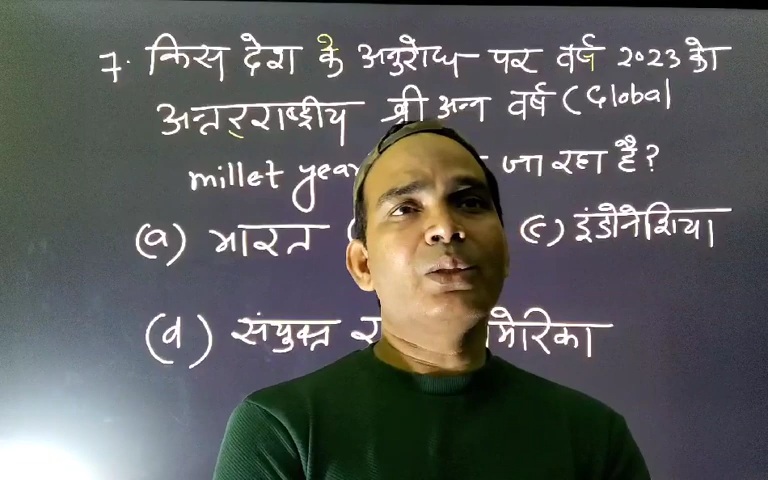 7. किस देश के अनुरोध पर वर्ष 2023 को
अन्तरराष्ट्रीय श्री अन्न वर्ष (Global
millet year जा रहा है?
(a) भारत (c) इंडोनेशिया
(d) संयुक्त